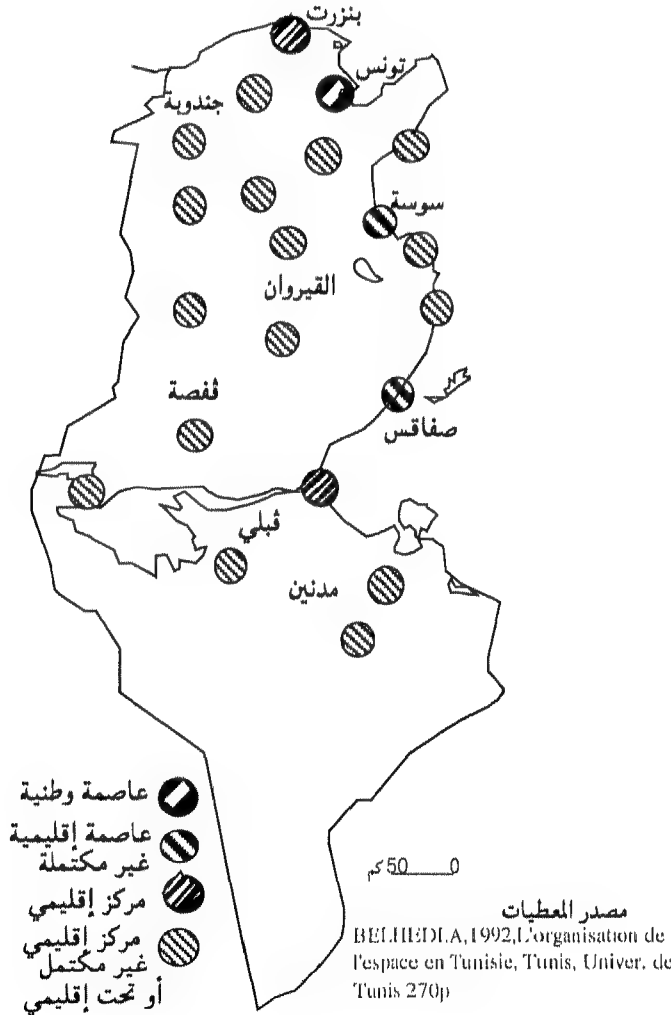 بنزرت
تونس
جندوبة
سوسة
القيروان
ڨفصة
صفاقس
ڨبلي
مدنين
عاصمة وطنية
عاصمة إقليمية
غير مكتملة
مركز إقليمي
مركز إقليمي
غير مكتمل
أو تحت إقليمي
0 50 كم
مصدر المعطيات
BELHEDI.A,1992,L'organisation de
l'espace en Tunisie, Tunis, Univer. de
Tunis 270p